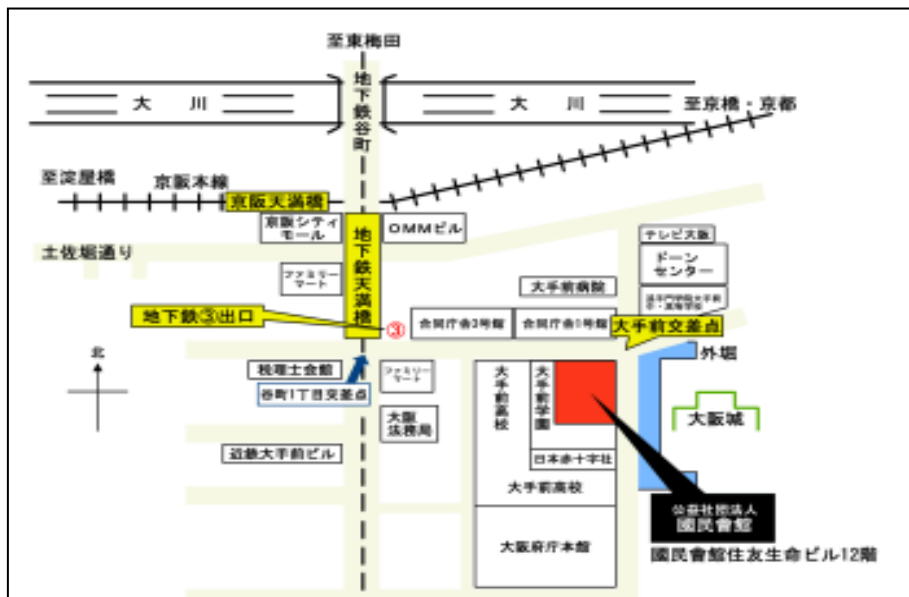 至東梅田
地下鉄谷町
大 川
大 川
至京橋・京都
至淀屋橋
京阪本線
京阪天満橋
京阪シティ
モール
地下鉄天満橋
OMMビル
テレビ大阪
土佐堀通り
ドーン
センター
ファミリー
マート
大手前病院
地下鉄③出口
③
合同庁舎3号館
合同庁舎1号館
大手前交差点
北
外堀
税理士会館
谷町1丁目交差点
ファミリー
マート
大手前高校
大手前学園
大阪城
大阪
法務局
近鉄大手前ビル
日本赤十字社
大手前高校
公益社団法人
國民會館
大阪府庁本館
國民會館住友生命ビル12階